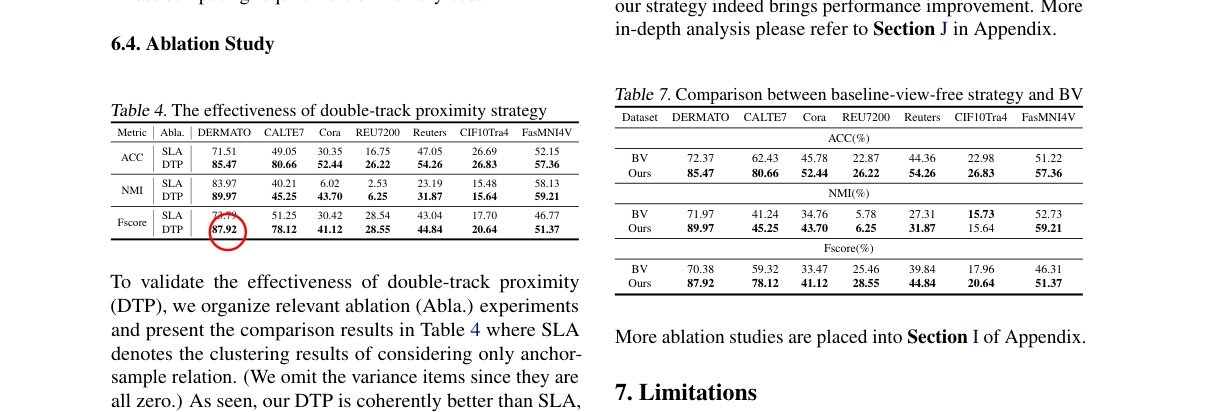 6.4. Ablation Study
Table 4. The effectiveness of double-track proximity strategy
Metric Abla. DERMATO CALTE7 Cora REU7200 Reuters CIF10Tra4 FasMNI4V
ACC SLA 71.51 49.05 30.35 16.75 47.05 26.69 52.15
DTP 85.47 80.66 52.44 26.22 54.26 26.83 57.36
NMI SLA 83.97 40.21 6.02 2.53 23.19 15.48 58.13
DTP 89.97 45.25 43.70 6.25 31.87 15.64 59.21
Fscore SLA 51.25 30.42 28.54 43.04 17.70 46.77
DTP 87.92 78.12 41.12 28.55 44.84 20.64 51.37
To validate the effectiveness of double-track proximity
(DTP), we organize relevant ablation (Abla.) experiments
and present the comparison results in Table 4 where SLA
denotes the clustering results of considering only anchor-
sample relation. (We omit the variance items since they are
all zero.) As seen, our DTP is coherently better than SLA,
our strategy indeed brings performance improvement. More
in-depth analysis please refer to Section J in Appendix.
Table 7. Comparison between baseline-view-free strategy and BV
Dataset DERMATO CALTE7 Cora REU7200 Reuters CIF10Tra4 FasMNI4V
ACC(%)
BV 72.37 62.43 45.78 22.87 44.36 22.98 51.22
Ours 85.47 80.66 52.44 26.22 54.26 26.83 57.36
NMI(%)
BV 71.97 41.24 34.76 5.78 27.31 15.73 52.73
Ours 89.97 45.25 43.70 6.25 31.87 15.64 59.21
Fscore(%)
BV 70.38 59.32 33.47 25.46 39.84 17.96 46.31
Ours 87.92 78.12 41.12 28.55 44.84 20.64 51.37
More ablation studies are placed into Section I of Appendix.
7. Limitations